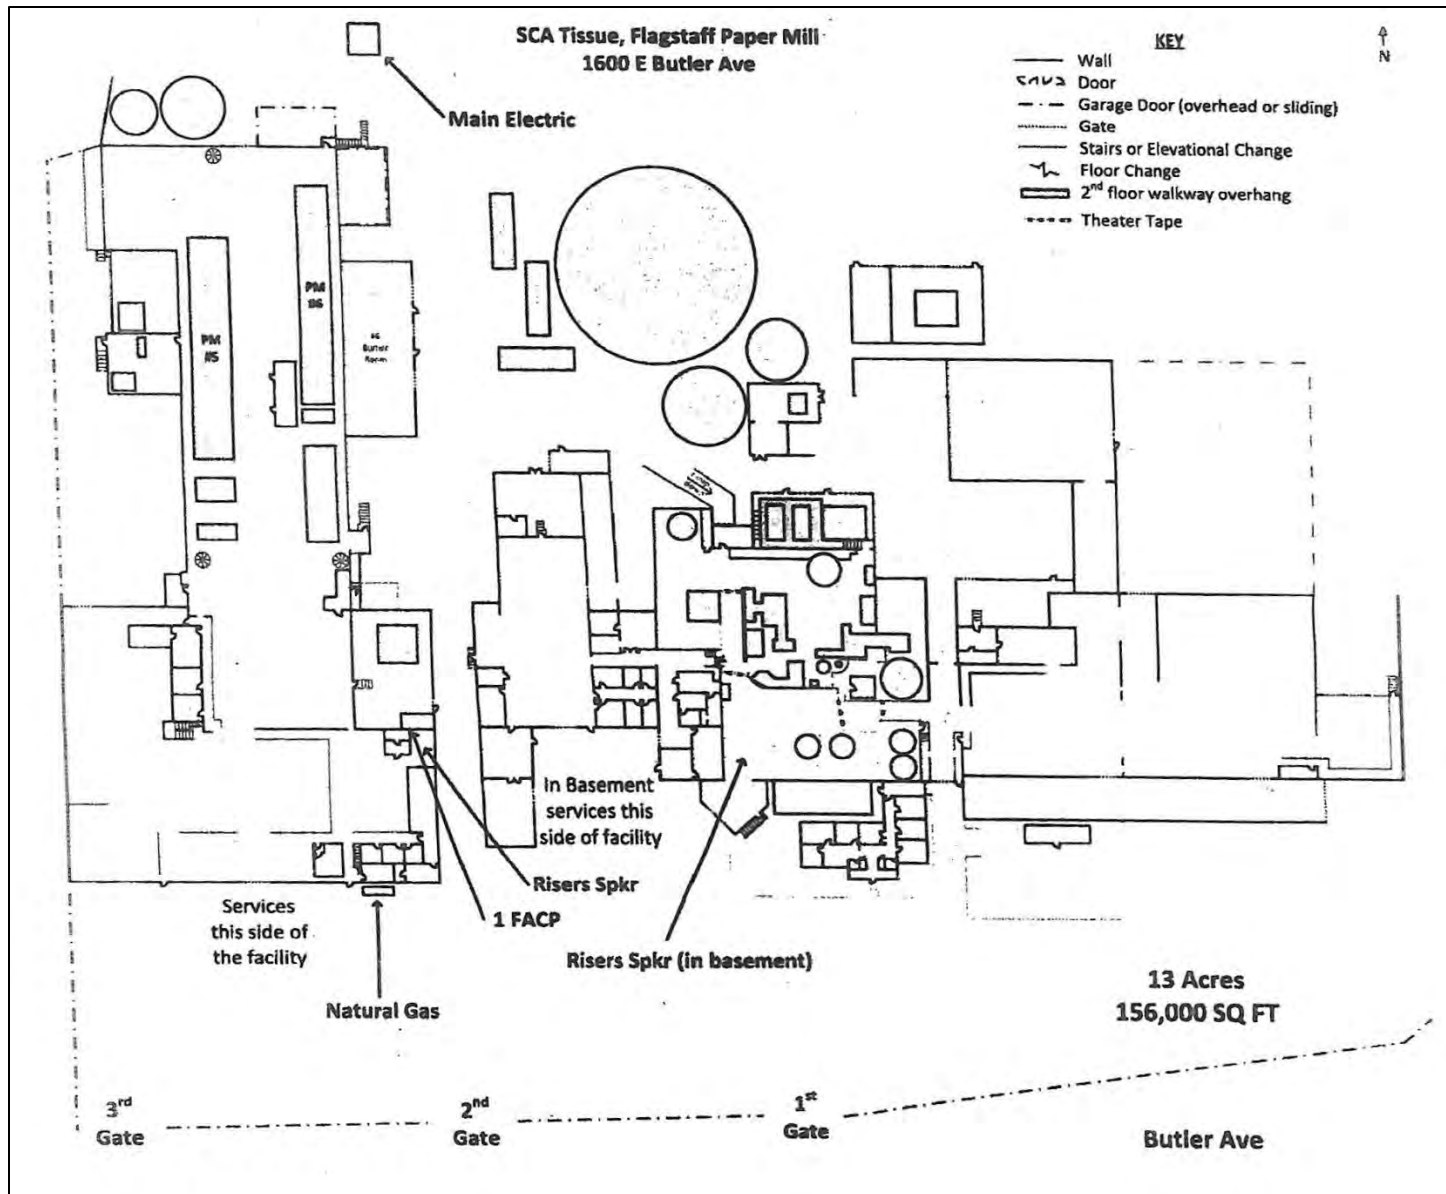 SCA Tissue, Flagstaff Paper Mill
1600 E Butler Ave
KEY
N
Wall
Door
Garage Door (overhead or sliding)
Gate
Stairs or Elevational Change
Floor Change
2nd floor walkway overhang
Theater Tape
Main Electric
PM
#6
PM
#5
Room
In Basement
services this
side of facility
Risers Spkr
1 FACP
Services
this side of
the facility
Risers Spkr (in basement)
Natural Gas
13 Acres
156,000 SQ FT
3rd
Gate
2nd
Gate
1st
Gate
Butler Ave